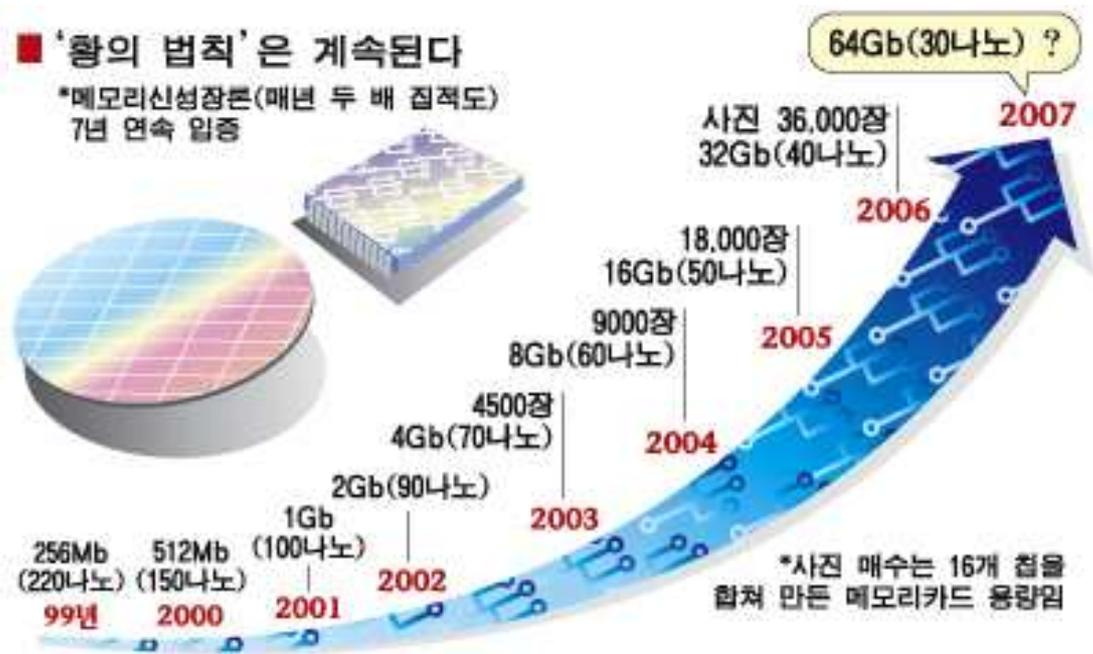 ■ ‘황의 법칙’은 계속된다
*메모리신성장론(매년 두 배 집적도)
7년 연속 입증
256Mb
(220나노)
99년
512Mb
(150나노)
2000
1Gb
(100나노)
2001
2Gb(90나노)
2002
4500장
4Gb(70나노)
2003
9000장
8Gb(60나노)
2004
18,000장
16Gb(50나노)
2005
사진 36,000장
32Gb(40나노)
2006
64Gb(30나노) ?
2007
*사진 매수는 16개 칩을
합쳐 만든 메모리카드 용량임